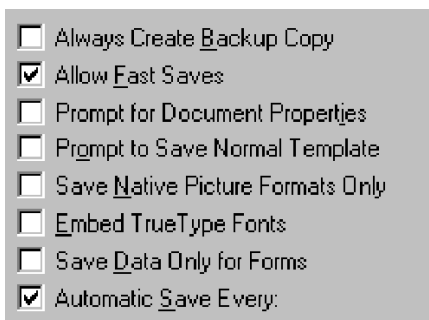 Always Create Backup Copy
Allow Fast Saves
Prompt for Document Properties
Prompt to Save Normal Template
Save Native Picture Formats Only
Embed TrueType Fonts
Save Data Only for Forms
Automatic Save Every: